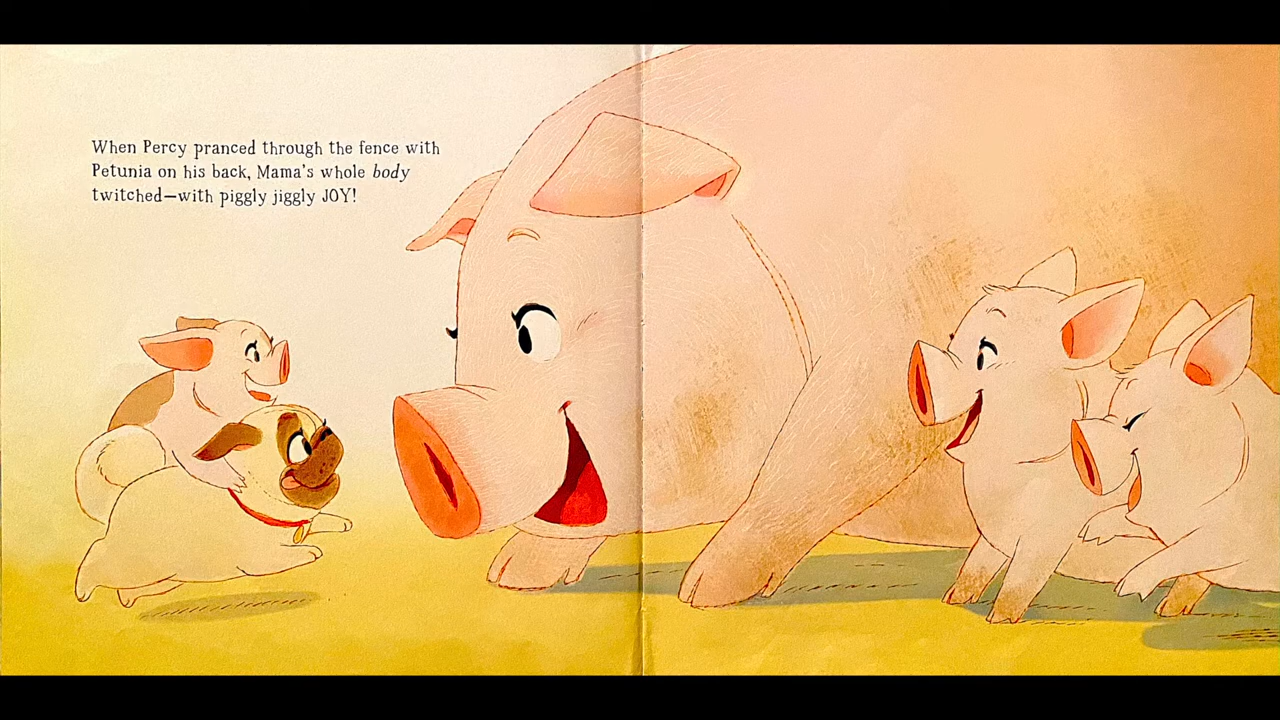 When Percy pranced through the fence with
Petunia on his back, Mama's whole body
twitched—with piggly jiggly JOY!